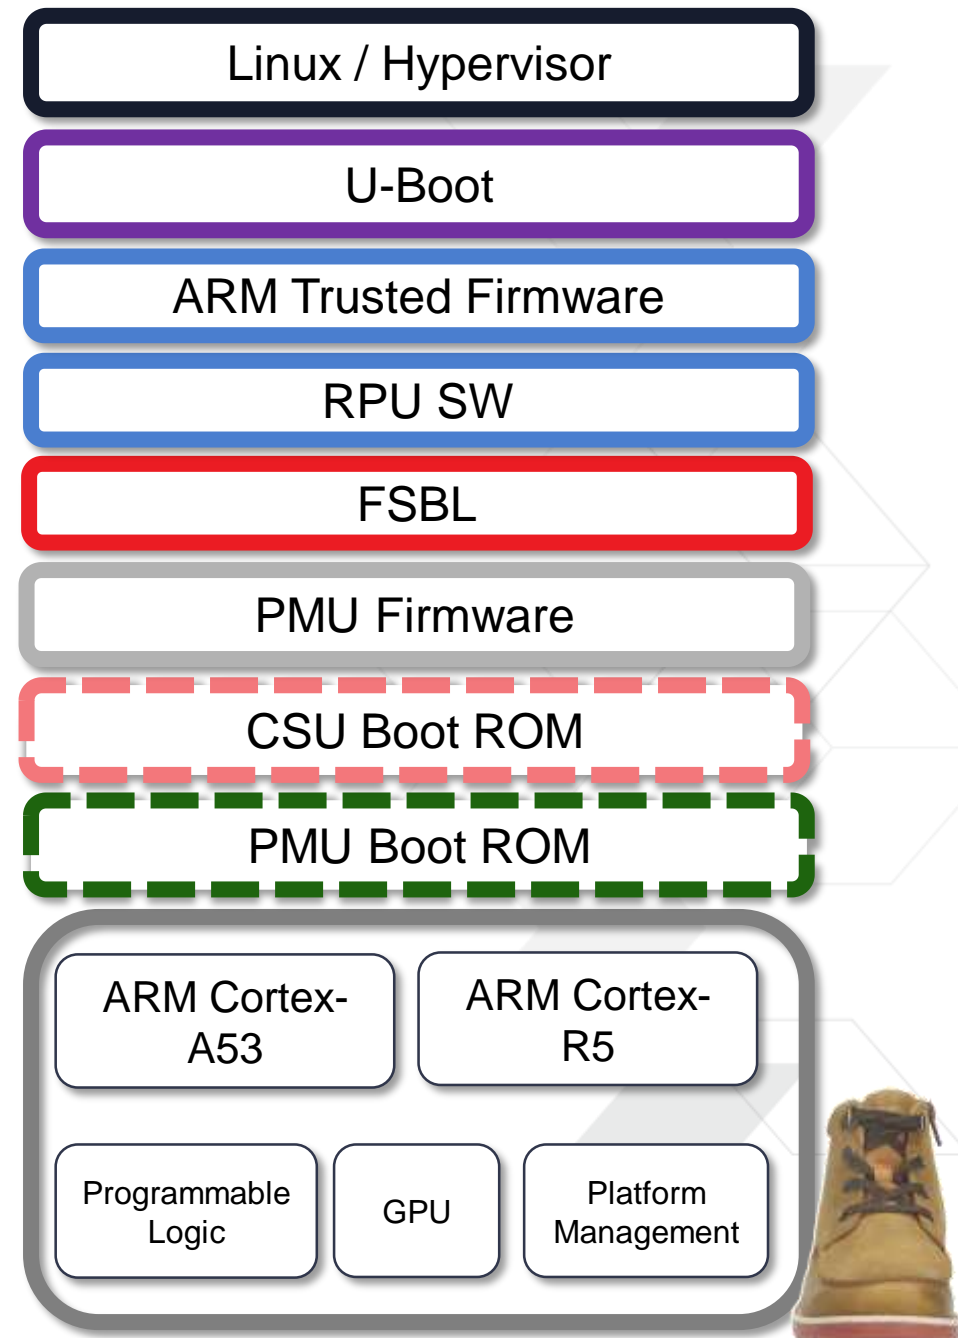 Linux / Hypervisor
U-Boot
ARM Trusted Firmware
RPU SW
FSBL
PMU Firmware
CSU Boot ROM
PMU Boot ROM
ARM Cortex-
A53
ARM Cortex-
R5
Programmable
Logic
GPU
Platform
Management